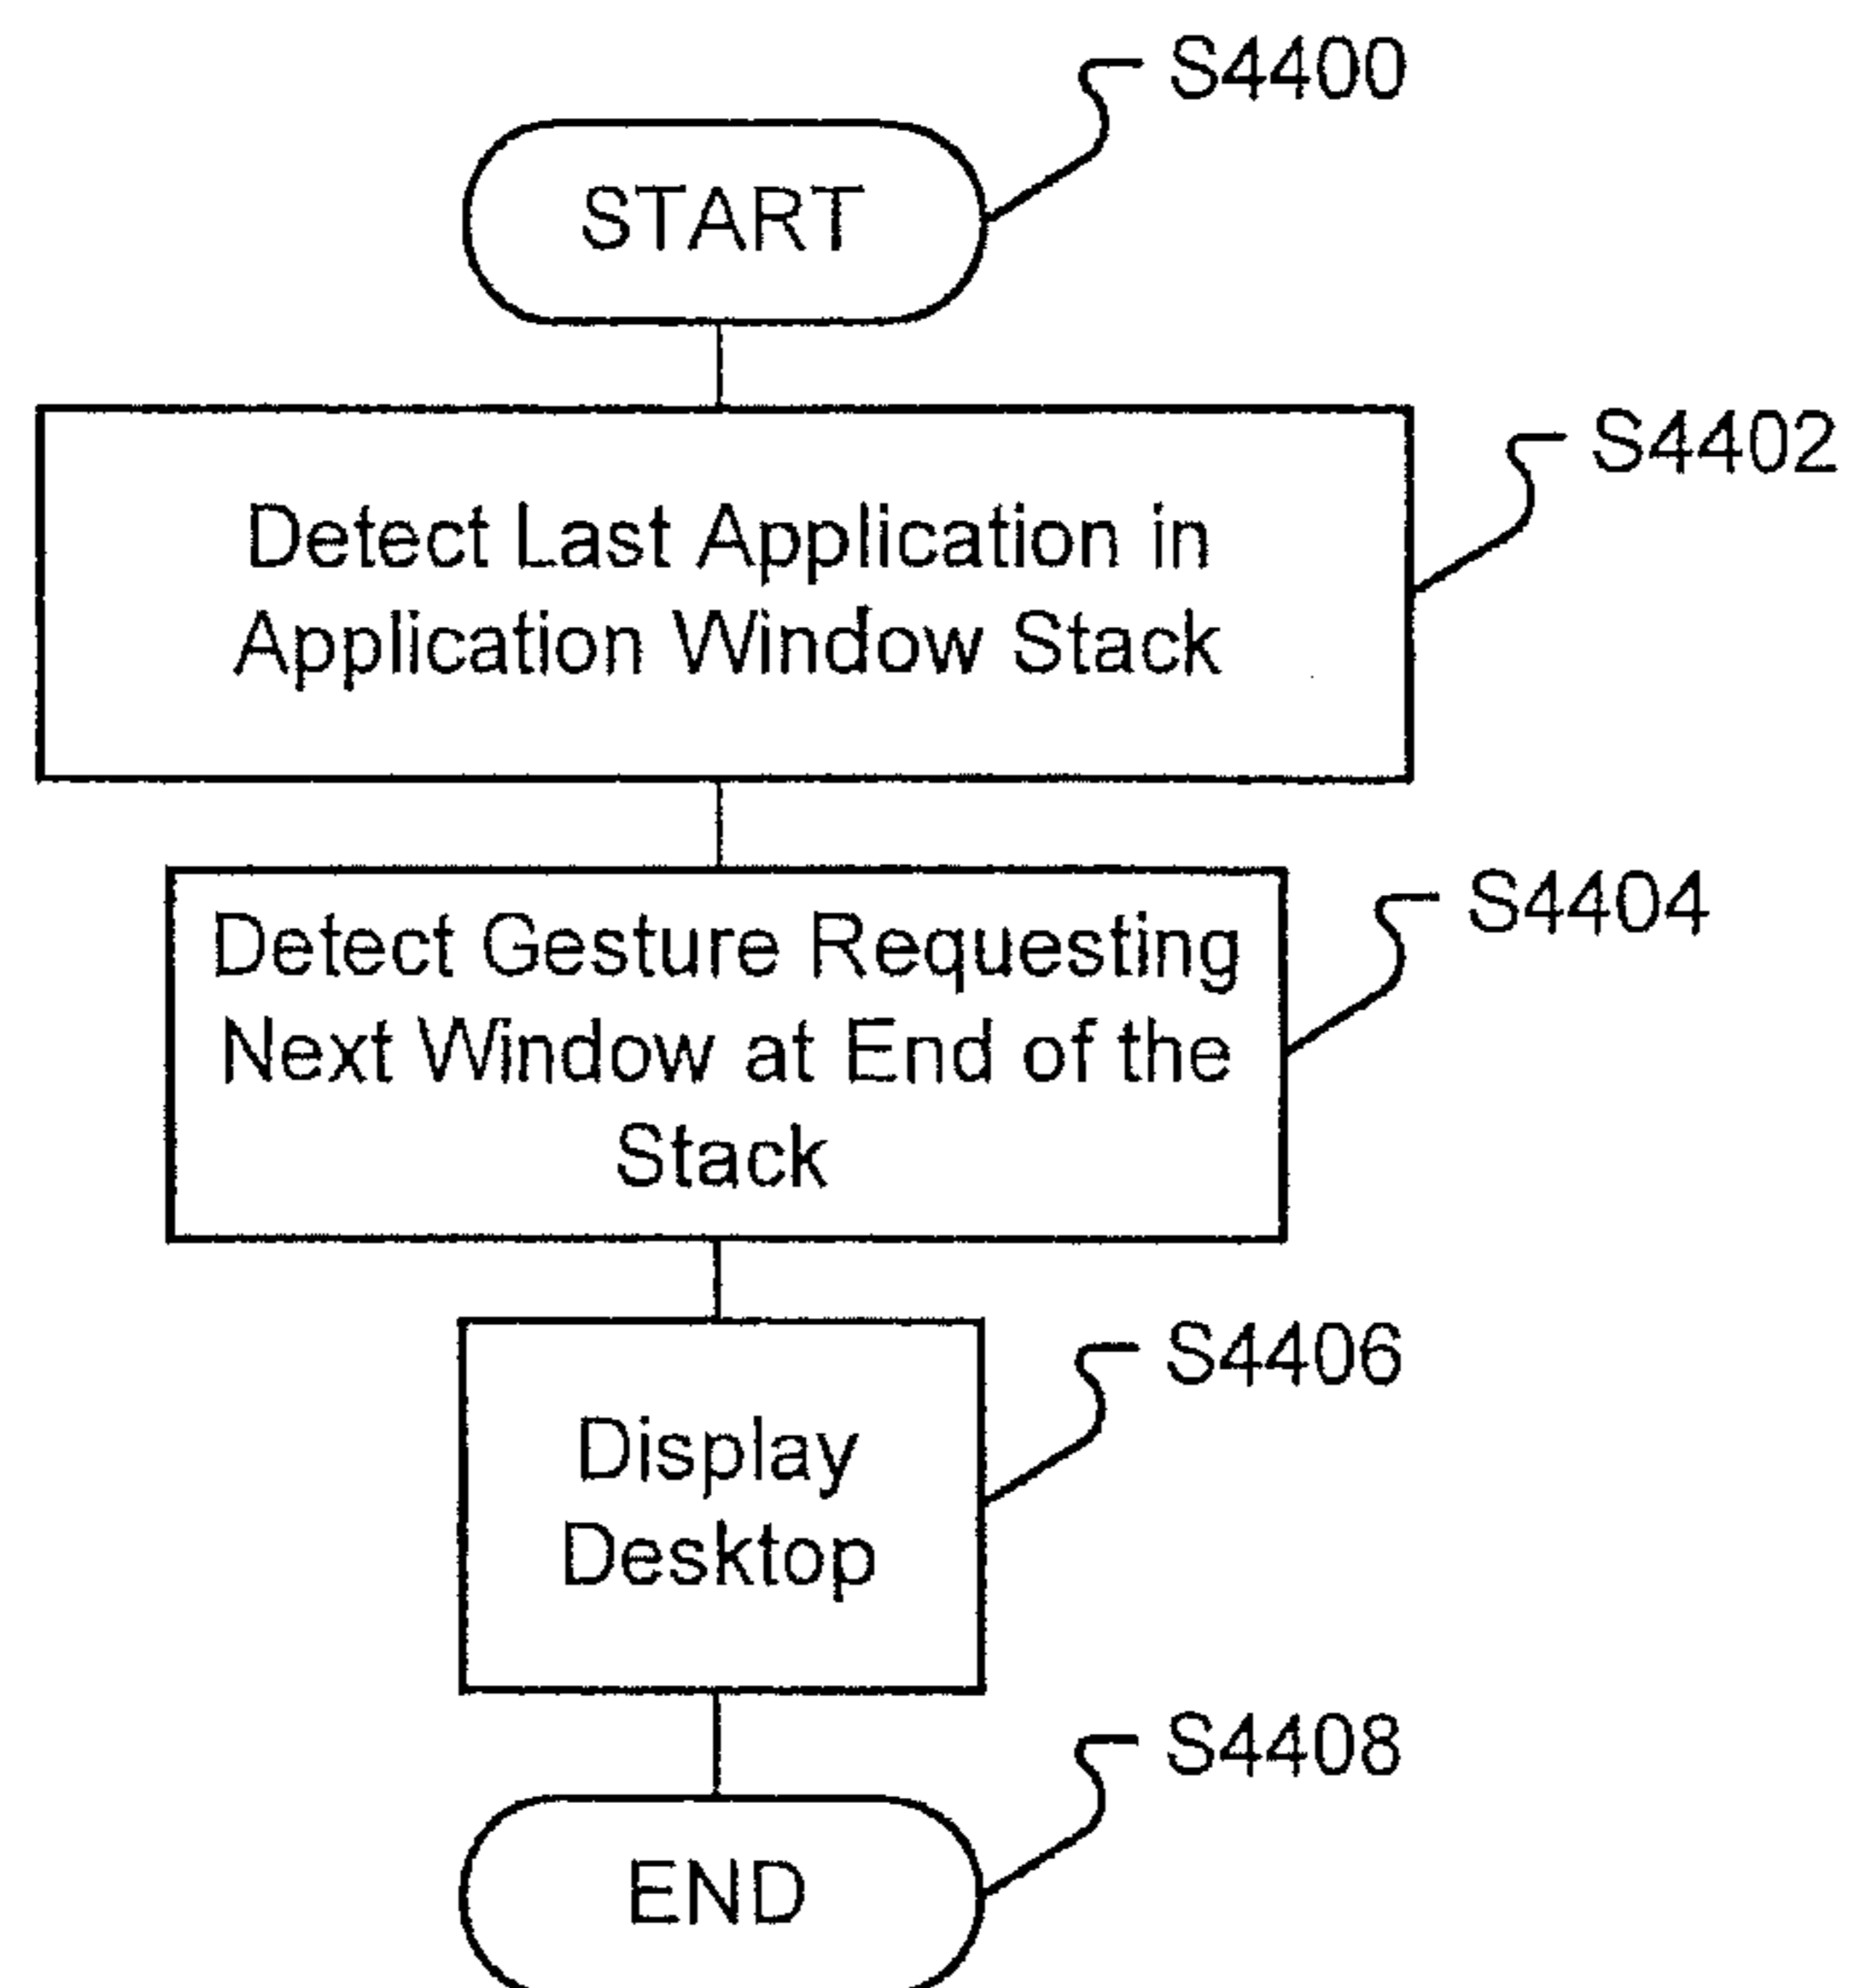 S4400
START
S4402
Detect Last Application in
Application Window Stack
S4404
Detect Gesture Requesting
Next Window at End of the
Stack
S4406
Display
Desktop
S4408
END